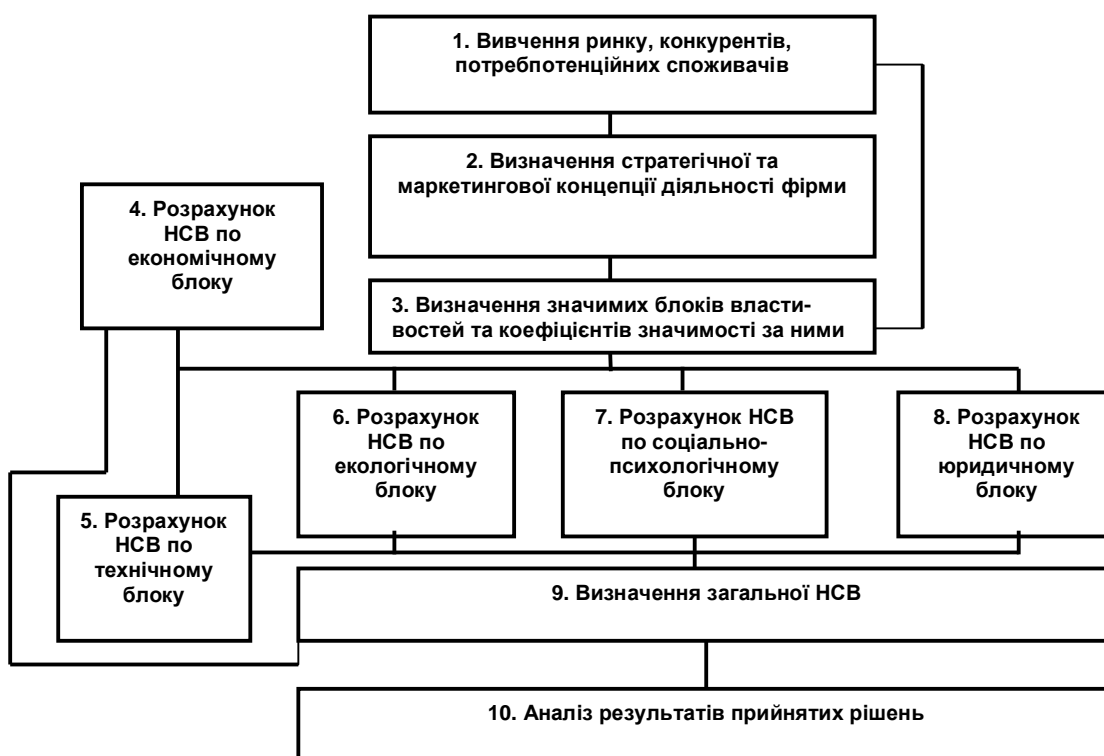 1. Вивчення ринку, конкурентів,
потребпотенційних споживачів
2. Визначення стратегічної та
маркетингової концепції діяльності фірми
4. Розрахунок
НСВ по
економічному
блоку
3. Визначення значимих блоків власти-
востей та коефіцієнтів значимості за ними
6. Розрахунок
НСВ по
екологічному
блоку
7. Розрахунок НСВ
по соціально-
психологічному
блоку
8. Розрахунок
НСВ по
юридичному
блоку
5. Розрахунок
НСВ по
технічному
блоку
9. Визначення загальної НСВ
10. Аналіз результатів прийнятих рішень